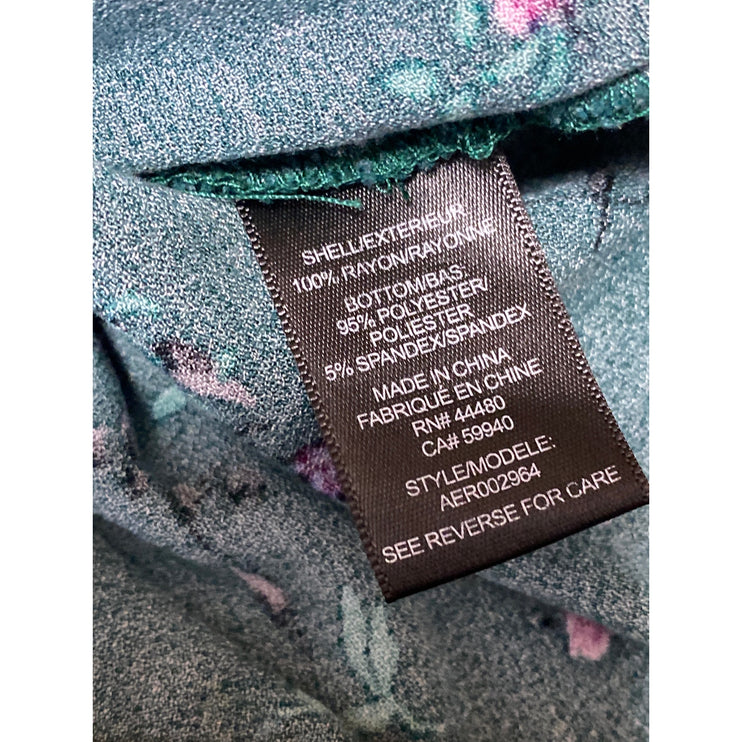 SHELL/EXTERIEUR
100% RAYON/RAYONNE
BOTTOM/BAS:
95% POLYESTER/
POLIESTER
5% SPANDEX/SPANDEX
MADE IN CHINA
FABRIQUÉ EN CHINE
RN# 44480
CA# 59940
STYLE/MODELE:
AER002964
SEE REVERSE FOR CARE